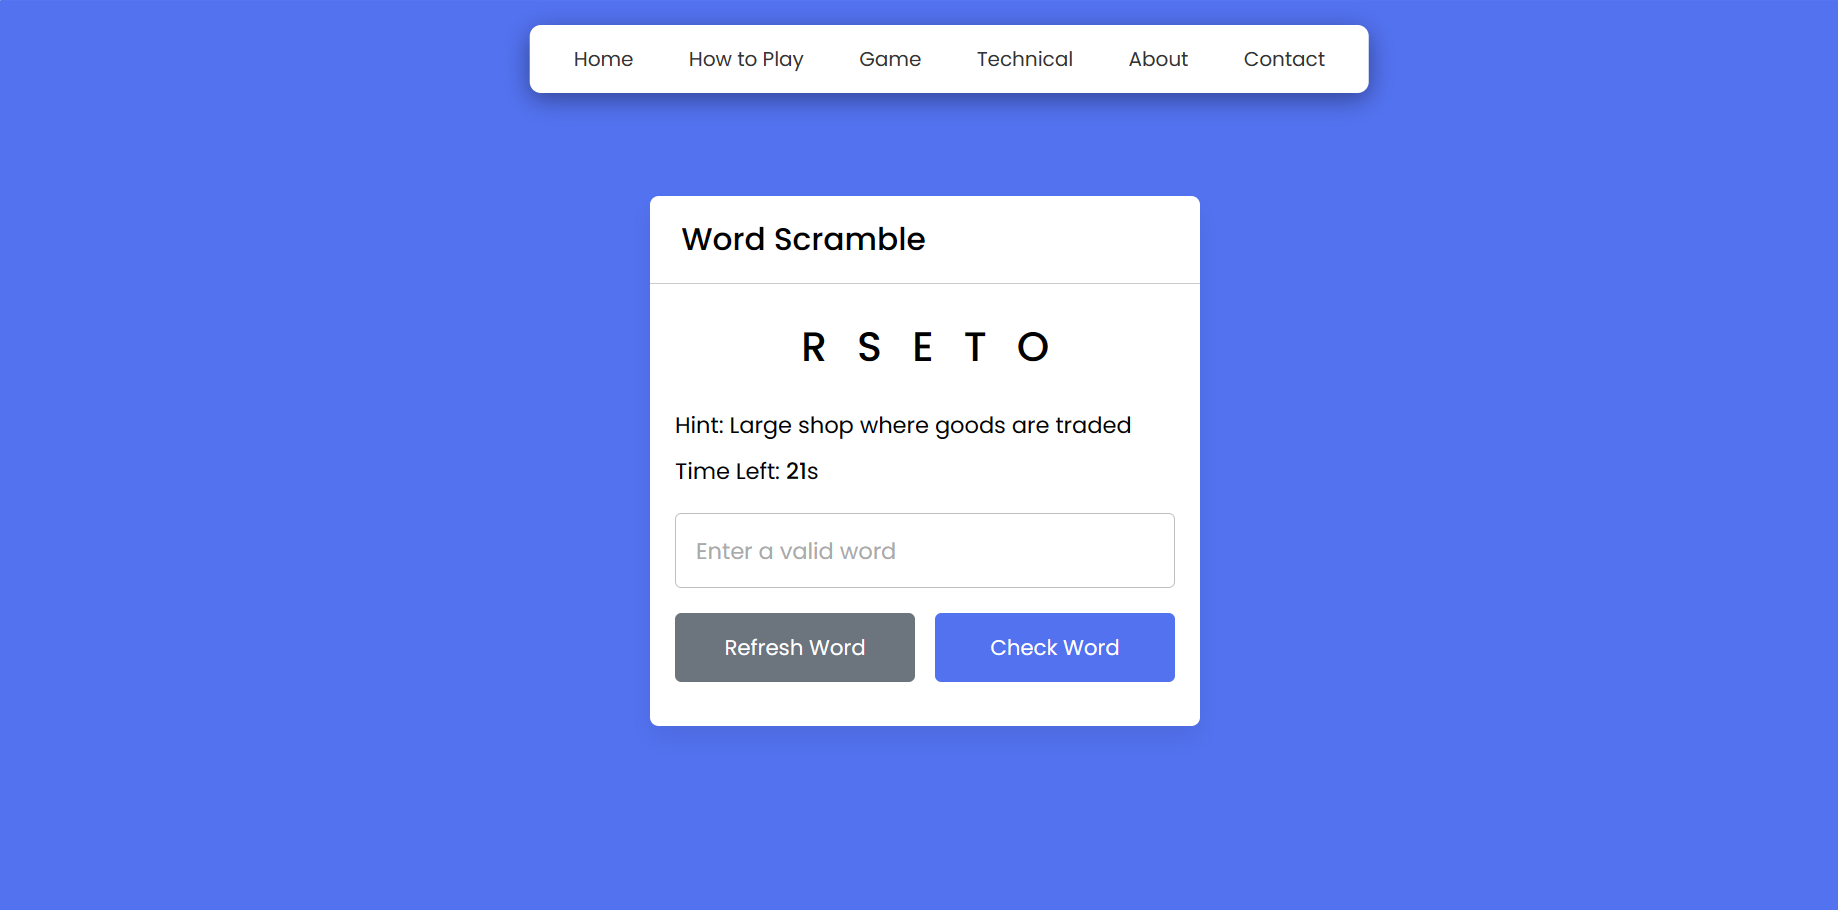 Home How to Play Game Technical About Contact
Word Scramble
R S E T O
Hint: Large shop where goods are traded
Time Left: 21s
Enter a valid word
Refresh Word Check Word